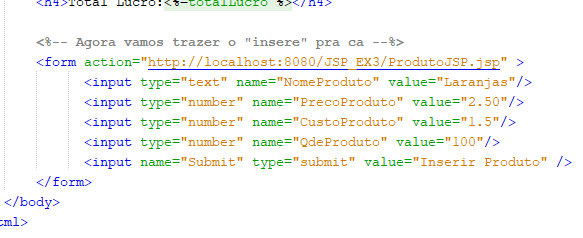 <h4>Total Lucro:<%=totalLucro %></h4>
<%-- Agora vamos trazer o "insere" pra ca --%>
<form action="http://localhost:8080/JSP_EX3/ProdutoJSP.jsp" >
<input type="text" name="NomeProduto" value="Laranjas"/>
<input type="number" name="PrecoProduto" value="2.50"/>
<input type="number" name="CustoProduto" value="1.5"/>
<input type="number" name="QdeProduto" value="100"/>
<input name="Submit" type="submit" value="Inserir Produto" />
</form>
</body>
tml>